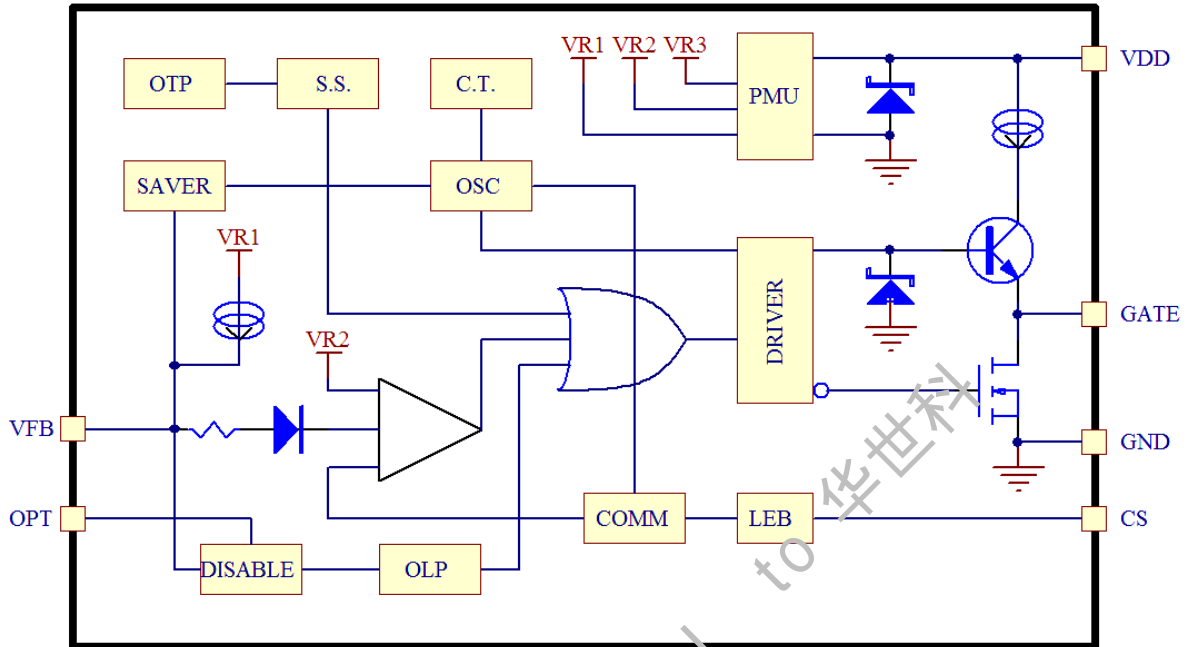 VR1 VR2 VR3
OTP S.S. C.T. PMU VDD
SAVER OSC
VR1
DRIVER
GATE
VR2
VFB GND
OPT COMM LEB CS
DISABLE OLP
to 华世科